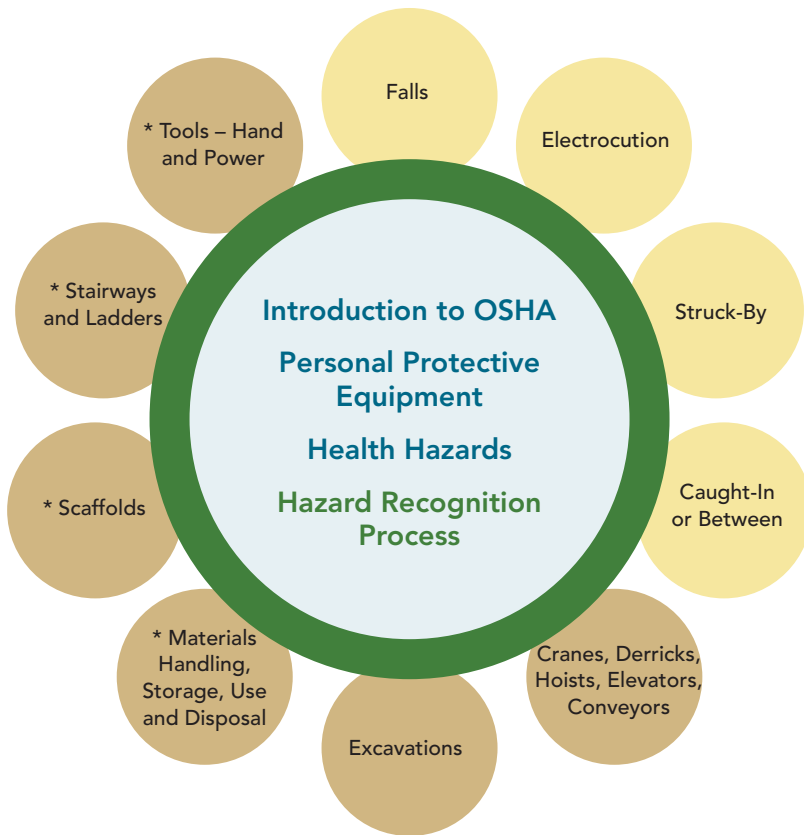 Falls
Electrocution
Struck-By
Caught-In
or Between
Cranes, Derricks,
Hoists, Elevators,
Conveyors
Excavations
* Materials
Handling,
Storage, Use
and Disposal
* Scaffolds
* Stairways
and Ladders
* Tools – Hand
and Power
Introduction to OSHA
Personal Protective
Equipment
Health Hazards
Hazard Recognition
Process